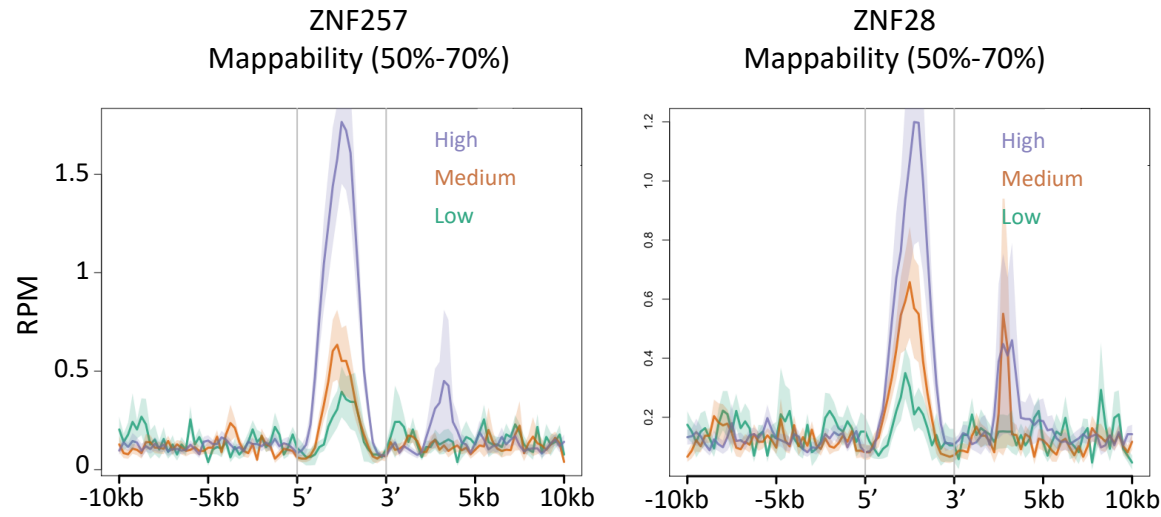 ZNF257
Mappability (50%-70%)
RPM
1.5
1
0.5
0
High
Medium
Low
-10kb
-5kb
5’
3’
5kb
10kb
ZNF28
Mappability (50%-70%)
1.2
1.0
0.8
0.6
0.4
0.2
High
Medium
Low
-10kb
-5kb
5’
3’
5kb
10kb